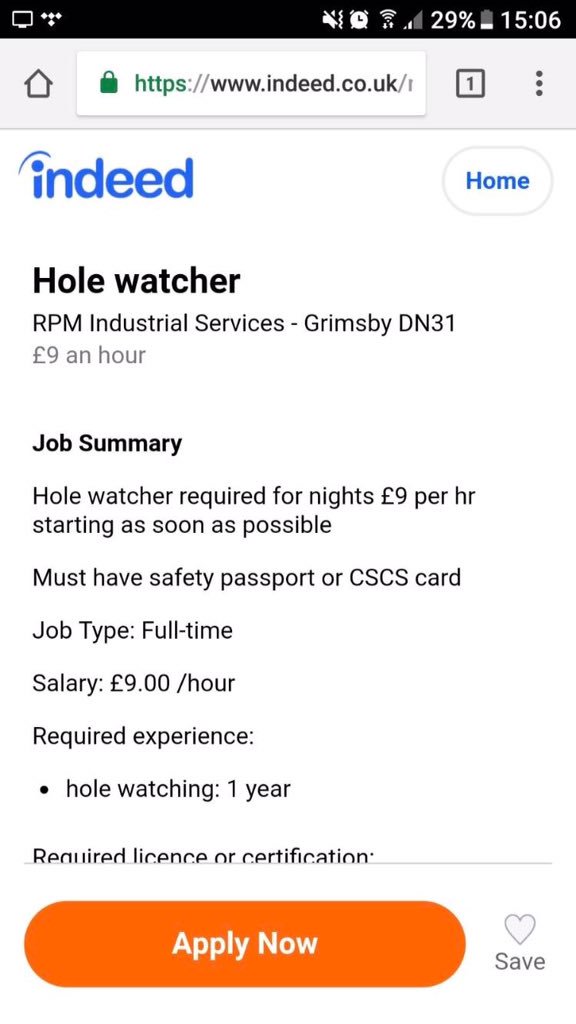 29% 15:06
https://www.indeed.co.uk/r
1
indeed
Home
Hole watcher
RPM Industrial Services - Grimsby DN31
£9 an hour
Job Summary
Hole watcher required for nights £9 per hr
starting as soon as possible
Must have safety passport or CSCS card
Job Type: Full-time
Salary: £9.00 /hour
Required experience:
• hole watching: 1 year
Required licence or certification:
Apply Now
Save